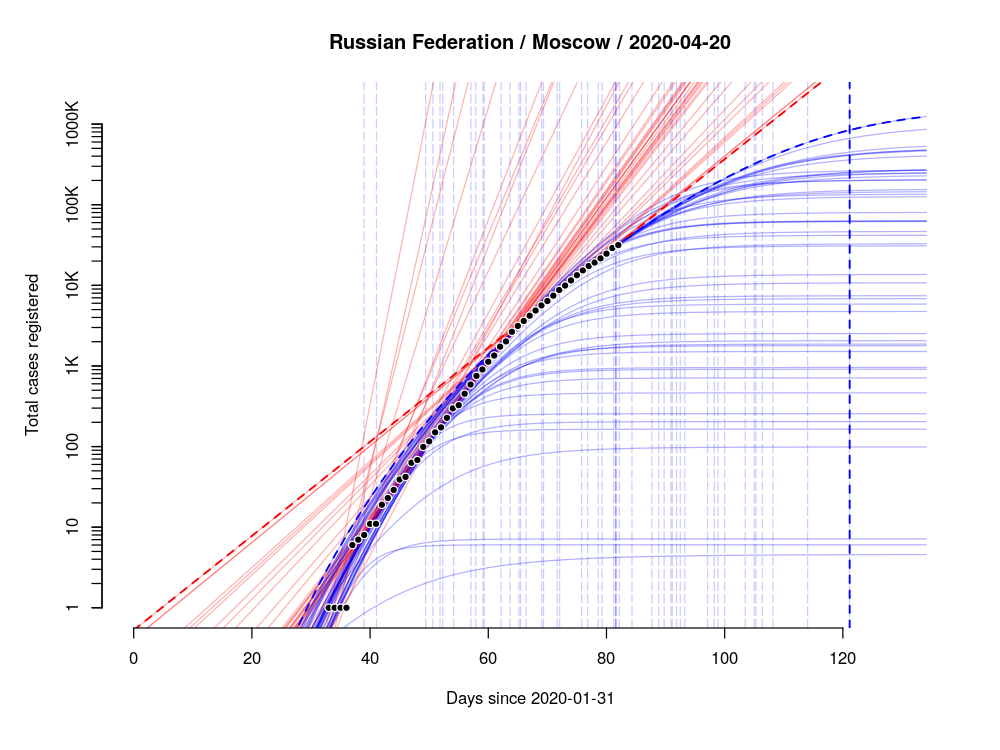 Russian Federation / Moscow / 2020-04-20
Total cases registered
1000K
100K
10K
1K
100
10
1
0 20 40 60 80 100 120
Days since 2020-01-31